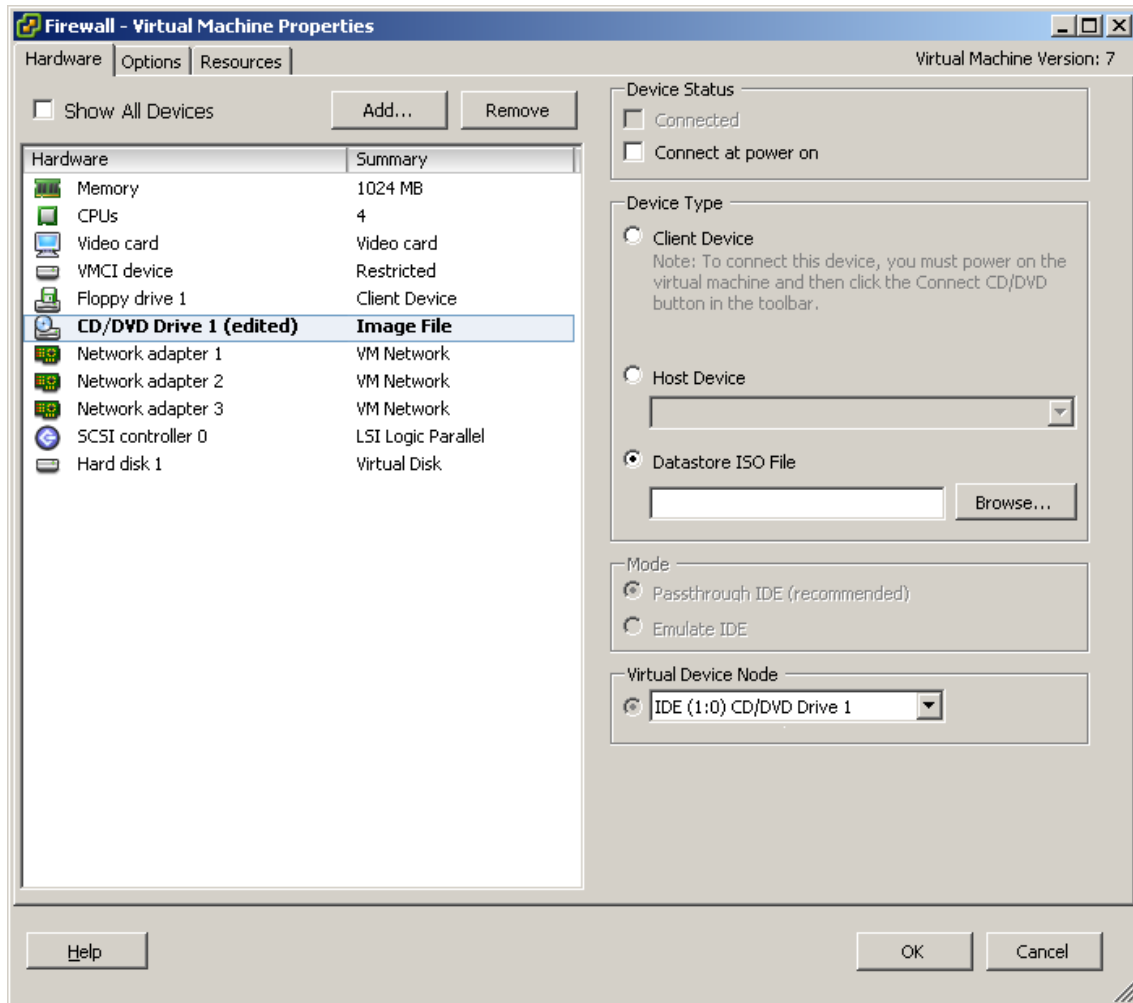 Firewall - Virtual Machine Properties
Hardware Options Resources Virtual Machine Version: 7
Show All Devices Add... Remove
Hardware Summary
Memory 1024 MB
CPUs 4
Video card Video card
VMCI device Restricted
Floppy drive 1 Client Device
CD/DVD Drive 1 (edited) Image File
Network adapter 1 VM Network
Network adapter 2 VM Network
Network adapter 3 VM Network
SCSI controller 0 LSI Logic Parallel
Hard disk 1 Virtual Disk
Device Status
Connected
Connect at power on
Device Type
Client Device
Note: To connect this device, you must power on the
virtual machine and then click the Connect CD/DVD
button in the toolbar.
Host Device
Datastore ISO File
Browse...
Mode
Passthrough IDE (recommended)
Emulate IDE
Virtual Device Node
IDE (1:0) CD/DVD Drive 1
Help OK Cancel